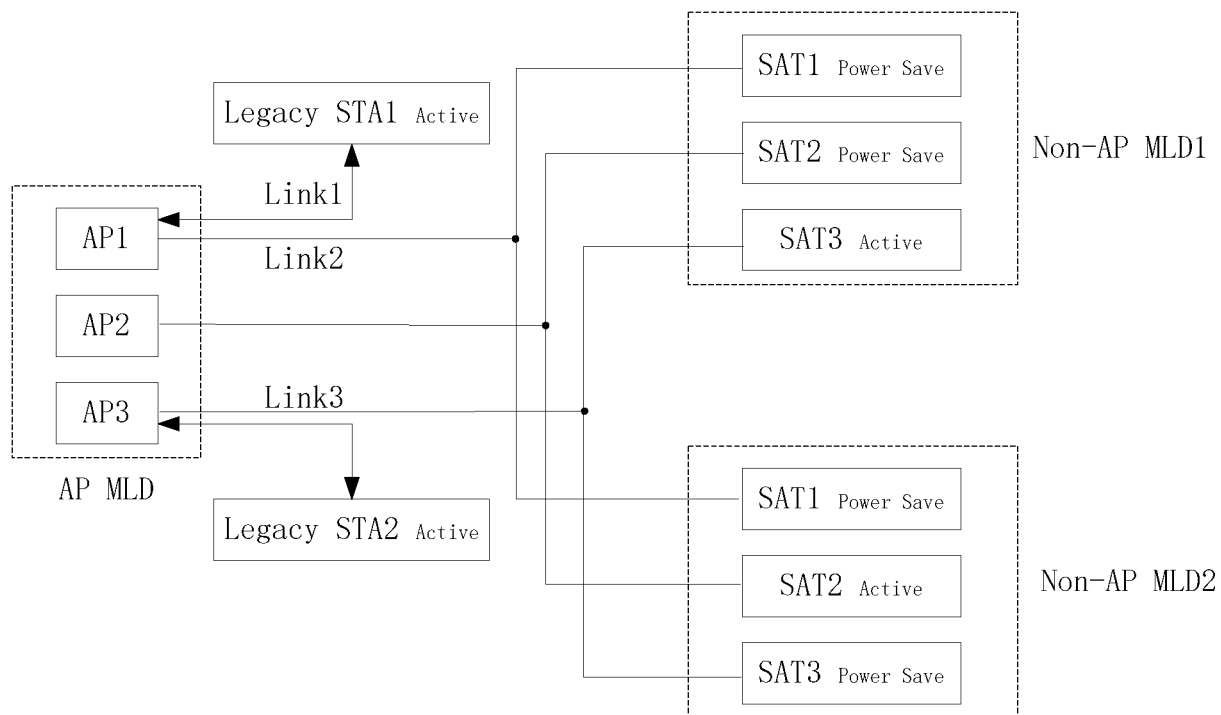 SAT1 Power Save
SAT2 Power Save
SAT3 Active
Non-AP MLD1
Legacy STA1 Active
Link1
AP1
Link2
AP2
AP3
Link3
AP MLD
Legacy STA2 Active
SAT1 Power Save
SAT2 Active
SAT3 Power Save
Non-AP MLD2